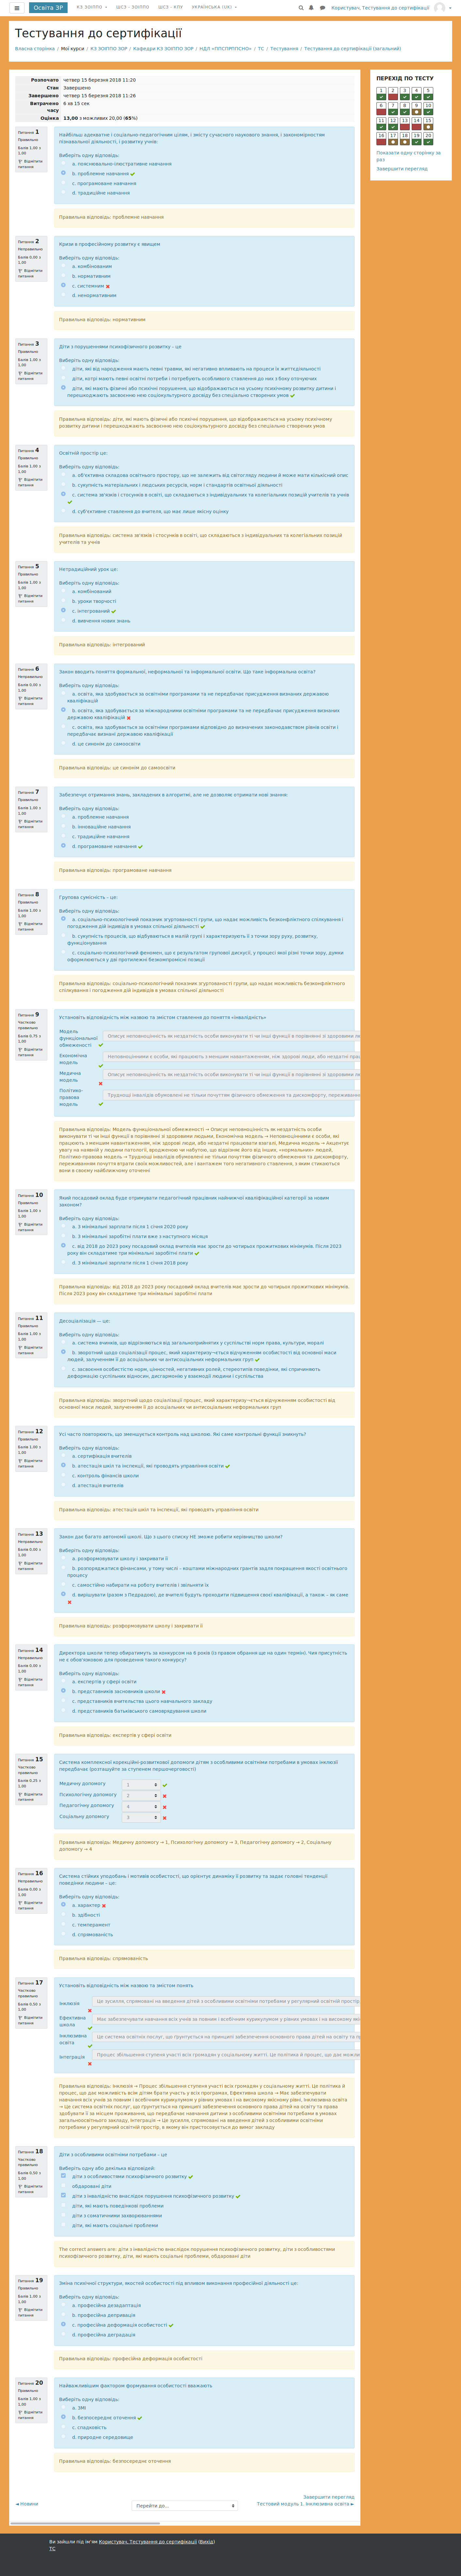 Освіта ЗР
КЗ ЗОІППО
ШСЗ - ЗОІППО
ШСЗ - КПУ
УКРАЇНСЬКА (UK)
Користувач, Тестування до сертифікації
Тестування до сертифікації
Власна сторінка / Мої курси / КЗ ЗОІППО ЗОР / Кафедри КЗ ЗОІППО ЗОР / НДЛ «ППСПРППСНО» / ТС / Тестування / Тестування до сертифікації (загальний)
ПЕРЕХІД ПО ТЕСТУ
1 2 3 4 5
6 7 8 9 10
11 12 13 14 15
16 17 18 19 20
Показати одну сторінку за раз
Завершити перегляд
Розпочато четвер 15 березня 2018 11:20
Стан Завершено
Завершено четвер 15 березня 2018 11:26
Витрачено часу 6 хв 15 сек
Оцінка 13,00 з можливих 20,00 (65%)
Питання 1
Правильно
Балів 1,00 з 1,00
Відмітити питання
Найбільш адекватно і соціально-педагогічним цілям, і змісту сучасного наукового знання, і закономірностям пізнавальної діяльності, і розвитку учнів:
Виберіть одну відповідь:
a. пояснювально-ілюстративне навчання
b. проблемне навчання
c. програмоване навчання
d. традиційне навчання
Правильна відповідь: проблемне навчання
Питання 2
Неправильно
Балів 0,00 з 1,00
Відмітити питання
Кризи в професійному розвитку є явищем
Виберіть одну відповідь:
a. комбінованим
b. нормативним
c. системним
d. ненормативним
Правильна відповідь: нормативним
Питання 3
Правильно
Балів 1,00 з 1,00
Відмітити питання
Діти з порушеннями психофізичного розвитку – це
Виберіть одну відповідь:
діти, які від народження мають певні травми, які негативно впливають на процеси їх життєдіяльності
діти, котрі мають певні освітні потреби і потребують особливого ставлення до них з боку оточуючих
діти, які мають фізичні або психічні порушення, що відображаються на усьому психічному розвитку дитини і перешкоджають засвоєнню нею соціокультурного досвіду без спеціально створених умов
Правильна відповідь: діти, які мають фізичні або психічні порушення, що відображаються на усьому психічному розвитку дитини і перешкоджають засвоєнню нею соціокультурного досвіду без спеціально створених умов
Питання 4
Правильно
Балів 1,00 з 1,00
Відмітити питання
Освітній простір це:
Виберіть одну відповідь:
a. об'єктивна складова освітнього простору, що не залежить від світогляду людини й може мати кількісний опис
b. сукупність матеріальних і людських ресурсів, норм і стандартів освітньої діяльності
c. система зв'язків і стосунків в освіті, що складаються з індивідуальних та колегіальних позицій учителів та учнів
d. суб'єктивне ставлення до вчителя, що має лише якісну оцінку
Правильна відповідь: система зв'язків і стосунків в освіті, що складаються з індивідуальних та колегіальних позицій учителів та учнів
Питання 5
Правильно
Балів 1,00 з 1,00
Відмітити питання
Нетрадиційний урок це:
Виберіть одну відповідь:
a. комбінований
b. уроки творчості
c. інтегрований
d. вивчення нових знань
Правильна відповідь: інтегрований
Питання 6
Неправильно
Балів 0,00 з 1,00
Відмітити питання
Закон вводить поняття формальної, неформальної та інформальної освіти. Що таке інформальна освіта?
Виберіть одну відповідь:
a. освіта, яка здобувається за освітніми програмами та не передбачає присудження визнаних державою кваліфікацій
b. освіта, яка здобувається за міжнародними освітніми програмами та не передбачає присудження визнаних державою кваліфікацій
c. освіта, яка здобувається за освітніми програмами відповідно до визначених законодавством рівнів освіти і передбачає визнані державою кваліфікації
d. це синонім до самоосвіти
Правильна відповідь: це синонім до самоосвіти
Питання 7
Правильно
Балів 1,00 з 1,00
Відмітити питання
Забезпечує отримання знань, закладених в алгоритмі, але не дозволяє отримати нові знання:
Виберіть одну відповідь:
a. проблемне навчання
b. інноваційне навчання
c. традиційне навчання
d. програмоване навчання
Правильна відповідь: програмоване навчання
Питання 8
Правильно
Балів 1,00 з 1,00
Відмітити питання
Групова сумісність – це:
Виберіть одну відповідь:
a. соціально-психологічний показник згуртованості групи, що надає можливість безконфліктного спілкування і погодження дій індивідів в умовах спільної діяльності
b. сукупність процесів, що відбуваються в малій групі і характеризують її з точки зору руху, розвитку, функціонування
c. соціально-психологічний феномен, що є результатом групової дискусії, у процесі якої різні точки зору, думки оформлюються у дві протилежні безкомпромісні позиції
Правильна відповідь: соціально-психологічний показник згуртованості групи, що надає можливість безконфліктного спілкування і погодження дій індивідів в умовах спільної діяльності
Питання 9
Частково правильно
Балів 0,75 з 1,00
Відмітити питання
Установіть відповідність між назвою та змістом ставлення до поняття «інвалідність»
Модель функціональної обмеженості
Описує неповноцінність як нездатність особи виконувати ті чи інші функції в порівнянні зі здоровими
Економічна модель
Неповноцінними є особи, які працюють з меншим навантаженням, ніж здорові люди, або нездатні
Медична модель
Описує неповноцінність як нездатність особи виконувати ті чи інші функції в порівнянні зі здоровими
Політико-правова модель
Труднощі інвалідів обумовлені не тільки почуттям фізичного обмеження та дискомфорту,
Правильна відповідь: Модель функціональної обмеженості → Описує неповноцінність як нездатність особи виконувати ті чи інші функції в порівнянні зі здоровими людьми, Економічна модель → Неповноцінними є особи, які працюють з меншим навантаженням, ніж здорові люди, або нездатні працювати взагалі, Медична модель → Акцентує увагу на дефектах або хворобі людини, що відрізняє його від інших, «нормальних» людей, Політико-правова модель → Труднощі інвалідів обумовлені не тільки почуттям фізичного обмеження та дискомфорту, переживанням почуття втрати своїх можливостей, але і вантажем того негативного ставлення, з яким стикаються вони в своєму найближчому оточенні
Питання 10
Правильно
Балів 1,00 з 1,00
Відмітити питання
Який посадовий оклад буде отримувати педагогічний працівник найнижчої кваліфікаційної категорії за новим законом?
Виберіть одну відповідь:
a. 3 мінімальні зарплати після 1 січня 2020 року
b. 3 мінімальні заробітні плати вже з наступного місяця
c. від 2018 до 2023 року посадовий оклад вчителів має зрости до чотирьох прожиткових мінімумів. Після 2023 року він складатиме три мінімальні заробітні плати
d. 3 мінімальні зарплати після 1 січня 2018 року
Правильна відповідь: від 2018 до 2023 року посадовий оклад вчителів має зрости до чотирьох прожиткових мінімумів. Після 2023 року він складатиме три мінімальні заробітні плати
Питання 11
Правильно
Балів 1,00 з 1,00
Відмітити питання
Десоціалізація — це:
Виберіть одну відповідь:
a. система вчинків, що відрізняються від загальноприйнятих у суспільстві норм права, культури, моралі
b. зворотній щодо соціалізації процес, який характеризу¬ється відчуженням особистості від основної маси людей, залученням її до асоціальних чи антисоціальних неформальних груп
c. засвоєння особистістю норм, цінностей, негативних ролей, стереотипів поведінки, які спричиняють деформацію суспільних відносин, дисгармонію у взаємодії людини і суспільства
Правильна відповідь: зворотній щодо соціалізації процес, який характеризу¬ється відчуженням особистості від основної маси людей, залученням її до асоціальних чи антисоціальних неформальних груп
Питання 12
Правильно
Балів 1,00 з 1,00
Відмітити питання
Усі часто повторюють, що зменшується контроль над школою. Які саме контрольні функції знімуть?
Виберіть одну відповідь:
a. сертифікація вчителів
b. атестація шкіл та інспекції, які проводять управління освіти
c. контроль фінансів школи
d. атестація вчителів
Правильна відповідь: атестація шкіл та інспекції, які проводять управління освіти
Питання 13
Неправильно
Балів 0,00 з 1,00
Відмітити питання
Закон дає багато автономії школі. Що з цього списку НЕ зможе робити керівництво школи?
Виберіть одну відповідь:
a. розформовувати школу і закривати її
b. розпоряджатися фінансами, у тому числі – коштами міжнародних грантів задля покращення якості освітнього процесу
c. самостійно набирати на роботу вчителів і звільняти їх
d. вирішувати (разом з Педрадою), де вчителі будуть проходити підвищення своєї кваліфікації, а також – як саме
Правильна відповідь: розформовувати школу і закривати її
Питання 14
Неправильно
Балів 0,00 з 1,00
Відмітити питання
Директора школи тепер обиратимуть за конкурсом на 6 років (із правом обрання ще на один термін). Чия присутність не є обов'язковою для проведення такого конкурсу?
Виберіть одну відповідь:
a. експертів у сфері освіти
b. представників засновників школи
c. представників вчительства цього навчального закладу
d. представників батьківського самоврядування школи
Правильна відповідь: експертів у сфері освіти
Питання 15
Частково правильно
Балів 0,25 з 1,00
Відмітити питання
Система комплексної корекційно-розвиткової допомоги дітям з особливими освітніми потребами в умовах інклюзії передбачає (розташуйте за ступенем першочерговості)
Медичну допомогу 1
Психологічну допомогу 2
Педагогічну допомогу 4
Соціальну допомогу 3
Правильна відповідь: Медичну допомогу → 1, Психологічну допомогу → 3, Педагогічну допомогу → 2, Соціальну допомогу → 4
Питання 16
Неправильно
Балів 0,00 з 1,00
Відмітити питання
Система стійких уподобань і мотивів особистості, що орієнтує динаміку її розвитку та задає головні тенденції поведінки людини – це:
Виберіть одну відповідь:
a. характер
b. здібності
c. темперамент
d. спрямованість
Правильна відповідь: спрямованість
Питання 17
Частково правильно
Балів 0,50 з 1,00
Відмітити питання
Установіть відповідність між назвою та змістом понять
Інклюзія
Це зусилля, спрямовані на введення дітей з особливими освітніми потребами у регулярний освітній простір
Ефективна школа
Має забезпечувати навчання всіх учнів за повним і всебічним курикулумом у рівних умовах і на високому
Інклюзивна освіта
Це система освітніх послуг, що ґрунтується на принципі забезпечення основного права дітей на освіту та
Інтеграція
Процес збільшення ступеня участі всіх громадян у соціальному житті. Це політика й процес, що дає
Правильна відповідь: Інклюзія → Процес збільшення ступеня участі всіх громадян у соціальному житті. Це політика й процес, що дає можливість всім дітям брати участь у всіх програмах, Ефективна школа → Має забезпечувати навчання всіх учнів за повним і всебічним курикулумом у рівних умовах і на високому якісному рівні, Інклюзивна освіта → Це система освітніх послуг, що ґрунтується на принципі забезпечення основного права дітей на освіту та права здобувати її за місцем проживання, що передбачає навчання дитини з особливими освітніми потребами в умовах загальноосвітнього закладу, Інтеграція → Це зусилля, спрямовані на введення дітей з особливими освітніми потребами у регулярний освітній простір, як пристосовується до вимог закладу
Питання 18
Частково правильно
Балів 0,50 з 1,00
Відмітити питання
Діти з особливими освітніми потребами – це
Виберіть одну або декілька відповідей:
діти з особливостями психофізичного розвитку
обдаровані діти
діти з інвалідністю внаслідок порушення психофізичного розвитку
діти, які мають поведінкові проблеми
діти з соматичними захворюваннями
діти, які мають соціальні проблеми
The correct answers are: діти з інвалідністю внаслідок порушення психофізичного розвитку, діти з особливостями психофізичного розвитку, діти, які мають соціальні проблеми, обдаровані діти
Питання 19
Правильно
Балів 1,00 з 1,00
Відмітити питання
Зміна психічної структури, якостей особистості під впливом виконання професійної діяльності це:
Виберіть одну відповідь:
a. професійна дезадаптація
b. професійна депривація
c. професійна деформація особистості
d. професійна деградація
Правильна відповідь: професійна деформація особистості
Питання 20
Правильно
Балів 1,00 з 1,00
Відмітити питання
Найважливішим фактором формування особистості вважають
Виберіть одну відповідь:
a. ЗМІ
b. безпосереднє оточення
c. спадковість
d. природне середовище
Правильна відповідь: безпосереднє оточення
Завершити перегляд
◄ Новини
Перейти до...
Тестовий модуль 1. Інклюзивна освіта ►
Ви зайшли під ім'ям Користувач, Тестування до сертифікації (Вихід)
ТС